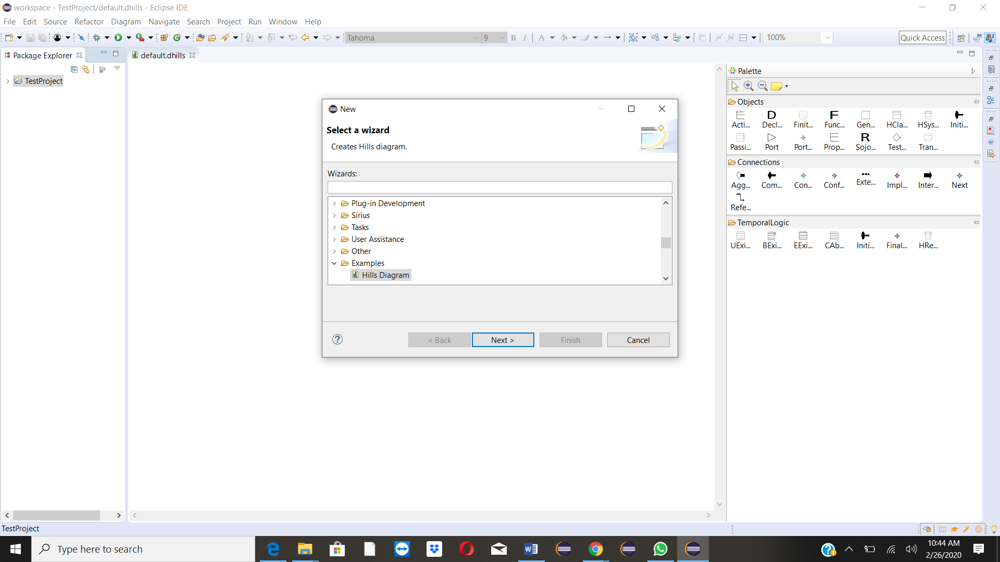 workspace - TestProject/default.dhills - Eclipse IDE
File Edit Source Refactor Diagram Navigate Search Project Run Window Help
Tahoma 9 B I A 100% Quick Access
Package Explorer
default.dhills
TestProject
Palette
Objects
Acti... Decl... Finit... Func... Gen... HCla... HSys... Initi...
Passi... Port Port... Prop... Sojo... Test... Tran...
Connections
Agg... Com... Con... Conf... Exte... Impl... Inter... Next
Refe...
TemporalLogic
UExi... BExi... EExi... CAb... Initi... Final... HRe...
New
Select a wizard
Creates Hills diagram.
Wizards:
Plug-in Development
Sirius
Tasks
User Assistance
Other
Examples
Hills Diagram
< Back Next > Finish Cancel
TestProject
Type here to search
10:44 AM
2/26/2020